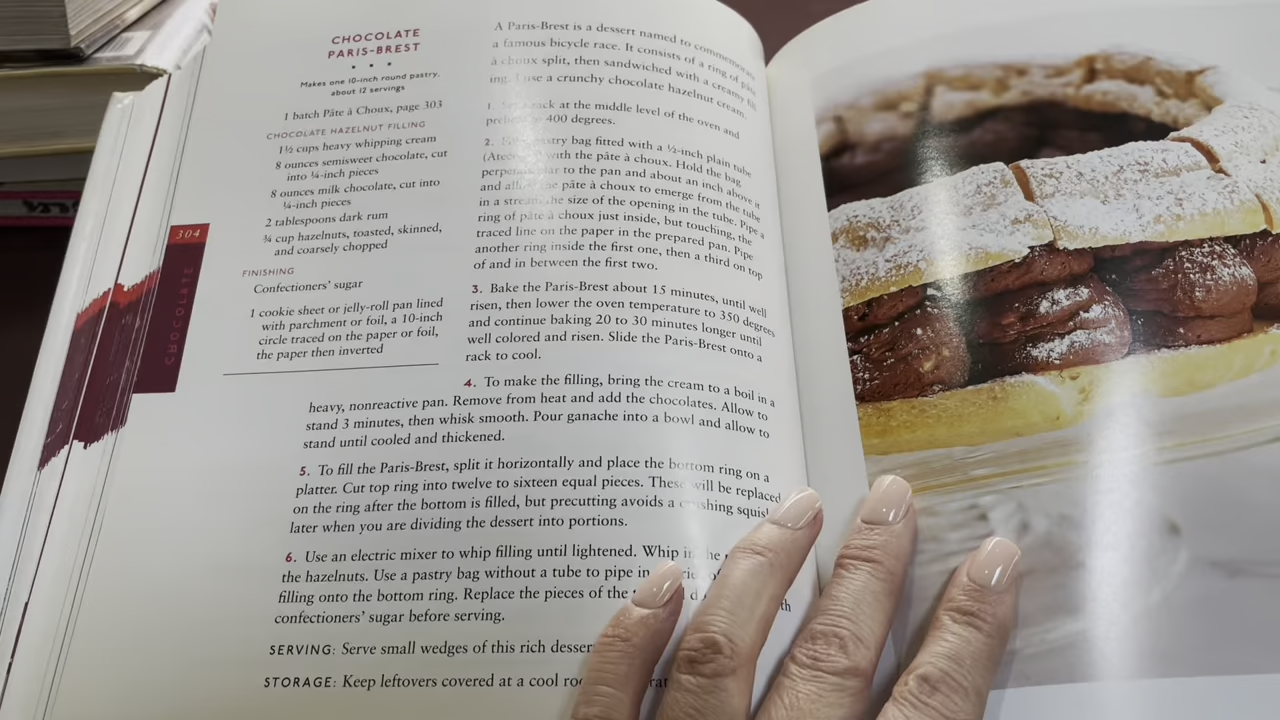 CHOCOLATE
PARIS-BREST
Makes one 10-inch round pastry,
about 12 servings
1 batch Pâte à Choux, page 303
CHOCOLATE HAZELNUT FILLING
1½ cups heavy whipping cream
8 ounces semisweet chocolate, cut
into ¼-inch pieces
8 ounces milk chocolate, cut into
¼-inch pieces
2 tablespoons dark rum
¾ cup hazelnuts, toasted, skinned,
and coarsely chopped
FINISHING
Confectioners' sugar
1 cookie sheet or jelly-roll pan lined
with parchment or foil, a 10-inch
circle traced on the paper or foil,
the paper then inverted
304
CHOCOLATE
A Paris-Brest is a dessert named to commemorate
a famous bicycle race. It consists of a ring of pâte
à choux split, then sandwiched with a creamy
I use a crunchy chocolate hazelnut cream.
1. Set rack at the middle level of the oven and
400 degrees.
2. pastry bag fitted with a ½-inch plain tube
with the pâte à choux. Hold the bag
to the pan and about an inch above it
and the pâte à choux to emerge from the tube
in a stream the size of the opening in the tube. Pipe a
ring of pâte à choux just inside, but touching, the
traced line on the paper in the prepared pan. Pipe
another ring inside the first one, then a third on top
of and in between the first two.
3. Bake the Paris-Brest about 15 minutes, until well
risen, then lower the oven temperature to 350 degrees
and continue baking 20 to 30 minutes longer until
well colored and risen. Slide the Paris-Brest onto a
rack to cool.
4. To make the filling, bring the cream to a boil in a
heavy, nonreactive pan. Remove from heat and add the chocolates. Allow to
stand 3 minutes, then whisk smooth. Pour ganache into a bowl and allow to
stand until cooled and thickened.
5. To fill the Paris-Brest, split it horizontally and place the bottom ring on a
platter. Cut top ring into twelve to sixteen equal pieces. These will be replaced
on the ring after the bottom is filled, but precutting avoids a crushing squish
later when you are dividing the dessert into portions.
6. Use an electric mixer to whip filling until lightened. Whip in the
the hazelnuts. Use a pastry bag without a tube to pipe
filling onto the bottom ring. Replace the pieces of the
confectioners' sugar before serving.
SERVING: Serve small wedges of this rich
STORAGE: Keep leftovers covered at a cool